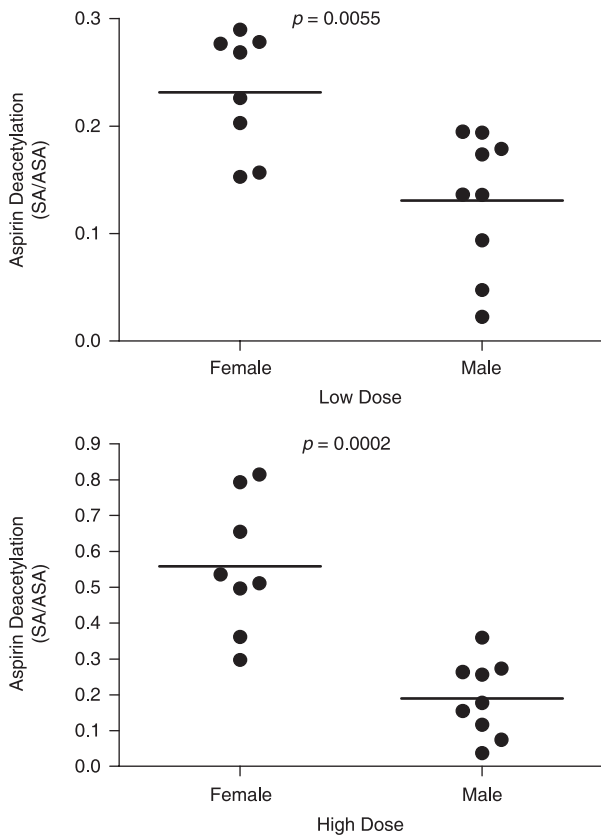 p = 0.0055
0.3
0.2
0.1
0.0
Aspirin Deacetylation
(SA/ASA)
Female Male
Low Dose
p = 0.0002
0.9
0.8
0.7
0.6
0.5
0.4
0.3
0.2
0.1
0.0
Aspirin Deacetylation
(SA/ASA)
Female Male
High Dose